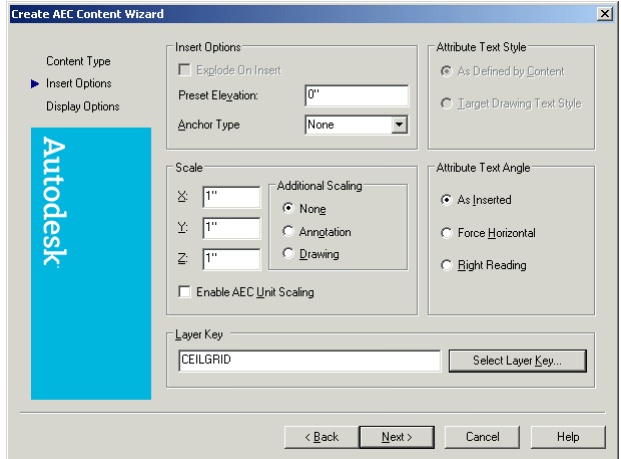 Create AEC Content Wizard
Content Type
Insert Options
Display Options
Autodesk
Insert Options
Explode On Insert
Preset Elevation: 0"
Anchor Type None
Scale
X: 1"
Y: 1"
Z: 1"
Additional Scaling
None
Annotation
Drawing
Enable AEC Unit Scaling
Attribute Text Style
As Defined by Content
Target Drawing Text Style
Attribute Text Angle
As Inserted
Force Horizontal
Right Reading
Layer Key
CEILGRID Select Layer Key...
< Back Next > Cancel Help